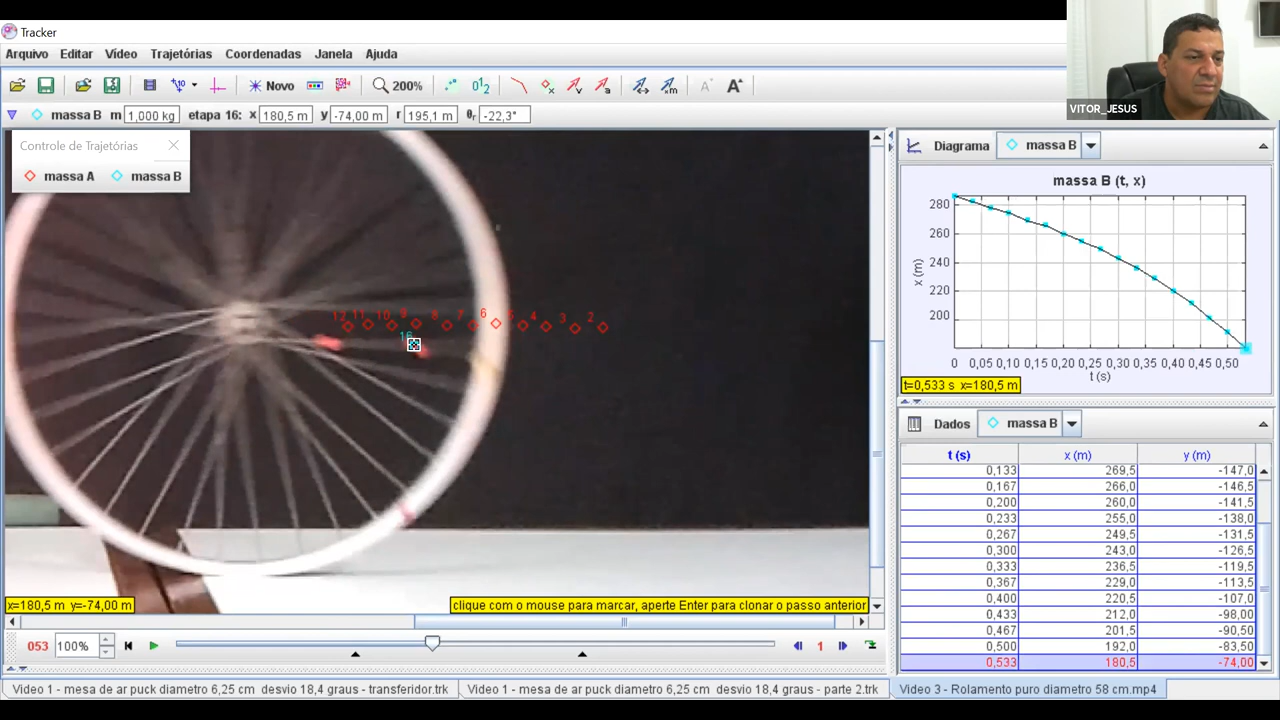 Tracker
Arquivo Editar Vídeo Trajetórias Coordenadas Janela Ajuda
VITOR_JESUS
Novo 200%
massa B m 1,000 kg etapa 16: x 180,5 m y -74,00 m r 195,1 m θr -22,3°
Controle de Trajetórias
massa A massa B
12 11 10 9 8 7 6 5 4 3 2
16
x=180,5 m y=-74,00 m
clique com o mouse para marcar, aperte Enter para clonar o passo anterior
053 100% 1
Diagrama massa B
massa B (t, x)
280
260
240
220
200
x (m)
0 0,05 0,10 0,15 0,20 0,25 0,30 0,35 0,40 0,45 0,50
t (s)
t=0,533 s x=180,5 m
Dados massa B
t (s) x (m) y (m)
0,133 269,5 -147,0
0,167 266,0 -146,5
0,200 260,0 -141,5
0,233 255,0 -138,0
0,267 249,5 -131,5
0,300 243,0 -126,5
0,333 236,5 -119,5
0,367 229,0 -113,5
0,400 220,5 -107,0
0,433 212,0 -98,00
0,467 201,5 -90,50
0,500 192,0 -83,50
0,533 180,5 -74,00
Video 1 - mesa de ar puck diametro 6,25 cm desvio 18,4 graus - transferidor.trk
Video 1 - mesa de ar puck diametro 6,25 cm desvio 18,4 graus - parte 2.trk
Video 3 - Rolamento puro diametro 58 cm.mp4